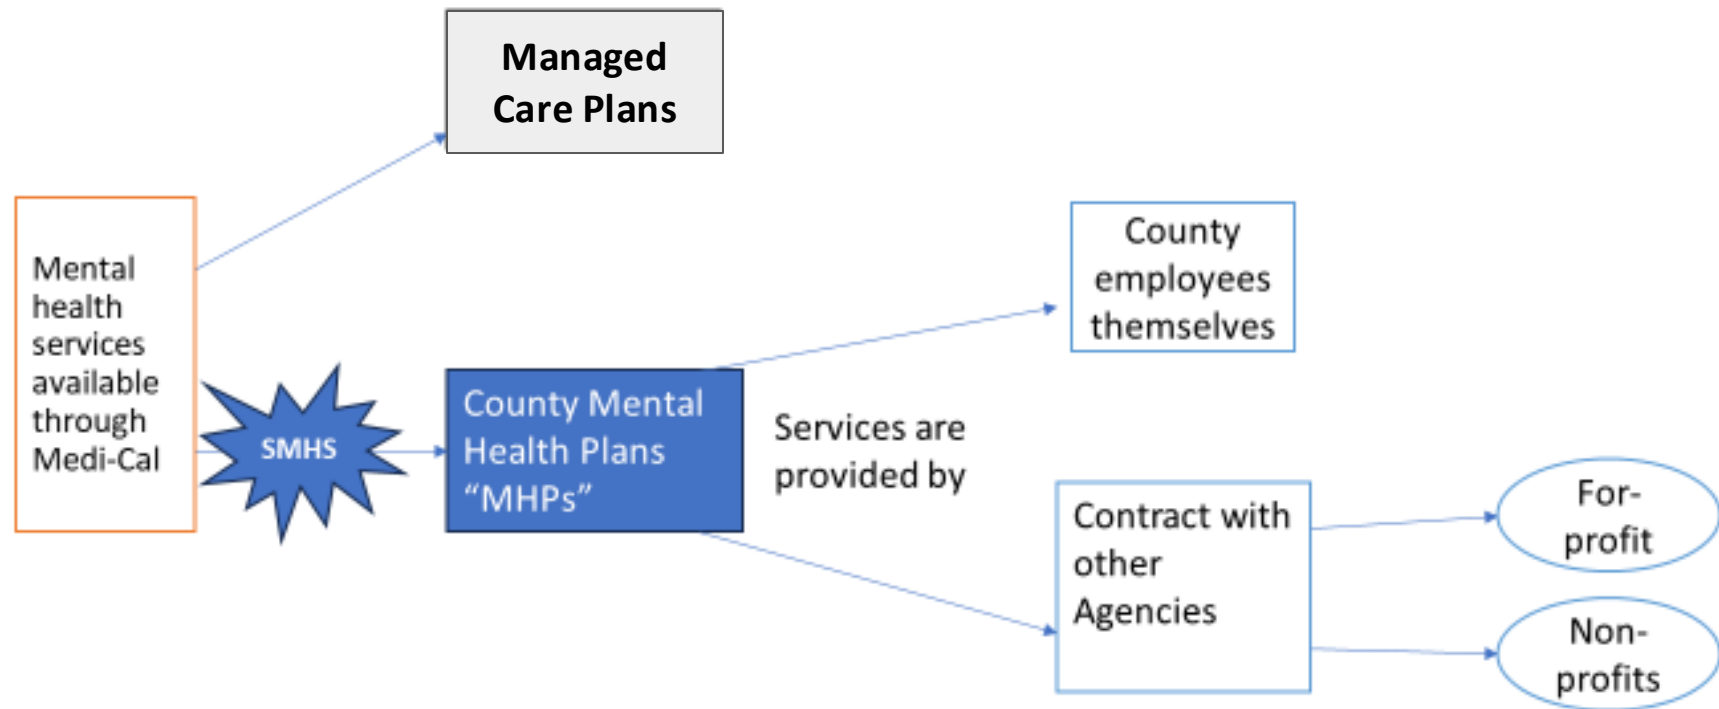 Managed
Care Plans
Mental
health
services
available
through
Medi-Cal
SMHS
County Mental
Health Plans
“MHPs”
Services are
provided by
County
employees
themselves
Contract with
other
Agencies
For-
profit
Non-
profits